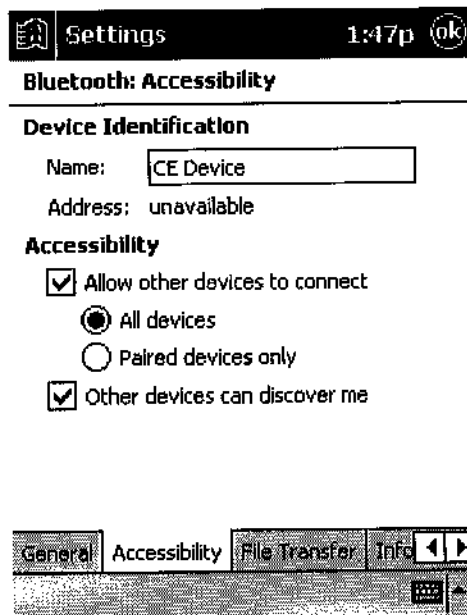 Settings 1:47p ok
Bluetooth: Accessibility
Device Identification
Name: CE Device
Address: unavailable
Accessibility
Allow other devices to connect
All devices
Paired devices only
Other devices can discover me
General Accessibility File Transfer Info